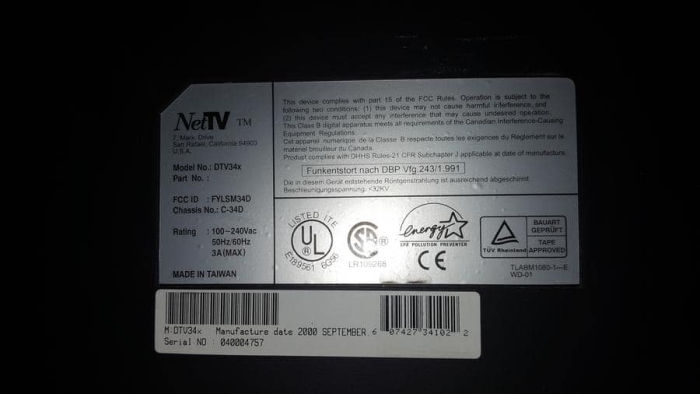 NetTV TM
7, Mark Drive
San Rafael, California 94903
U.S.A.
Model No.: DTV34x
Part No. :
FCC ID : FYLSM34D
Chassis No.: C-34D
Rating : 100-240Vac
50Hz/60Hz
3A(MAX)
MADE IN TAIWAN
This device complies with part 15 of the FCC Rules. Operation is subject to the
following two conditions: (1) this device may not cause harmful interference, and
(2) this device must accept any interference that may cause undesired operation.
This Class B digital apparatus meets all requirements of the Canadian Interference-Causing
Equipment Regulations.
Cet appareil numerique de la Classe B respecte toutes les exigences du Reglement sur le
materiel brouilleur du Canada.
Product complies with DHHS Rules-21 CFR Subchapter J applicable at date of manufacture.
Funkentstort nach DBP Vfg.243/1.991
Die in diesem Gerat entstehende Rontgenstrahlung ist ausreichend abgeschirmt.
Beschleunigungsspannung. <32KV.
LISTED ITE
UL
E189561 6G56
SA
LR109268
energy
EPA POLLUTION PREVENTER
CE
TÜV Rheinland
BAUART
GEPRÜFT
TYPE
APPROVED
TLABM1080-1—E
WD-01
M-DTV34x Manufacture date 2000 SEPTEMBER
Serial NO : 040004757
6 07427 34102 2